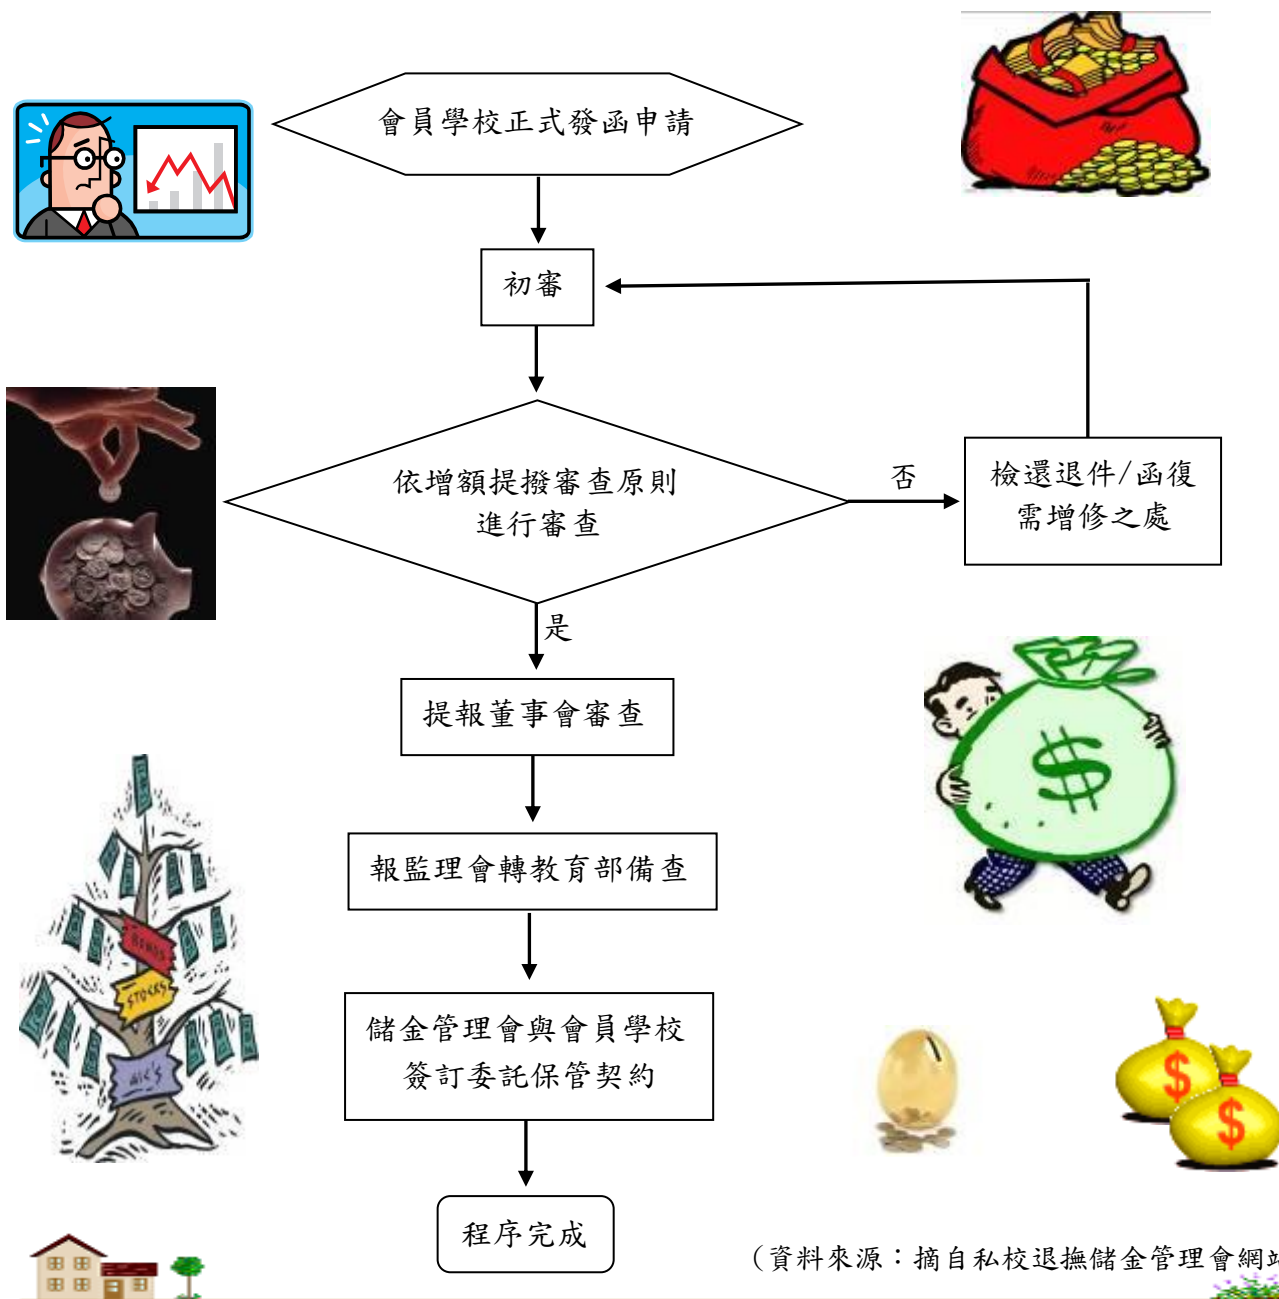 會員學校正式發函申請
初審
依增額提撥審查原則
進行審查
否
檢還退件/函復
需增修之處
是
提報董事會審查
報監理會轉教育部備查
BONDS
STOCKS
儲金管理會與會員學校
簽訂委託保管契約
程序完成
$
$
$
(資料來源：摘自私校退撫儲金管理會網站